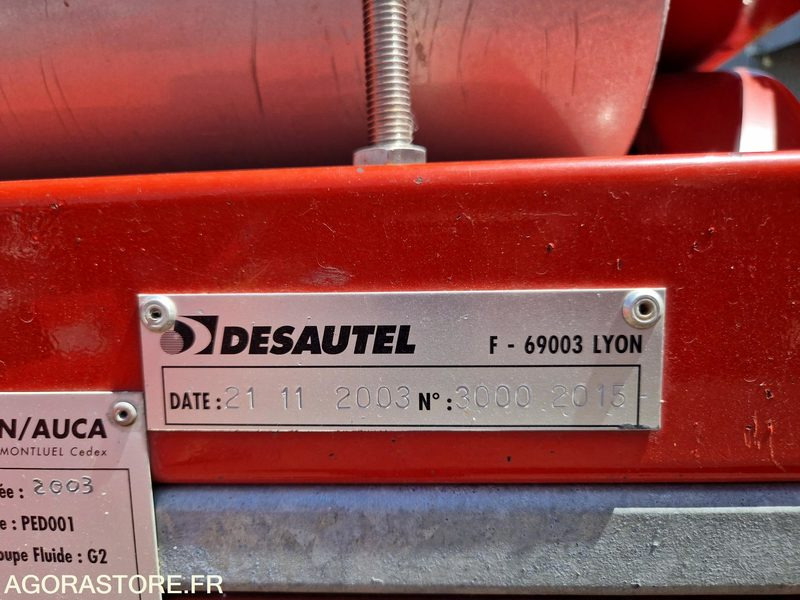 DESAUTEL
F - 69003 LYON
DATE : 21 11 2003 N° : 3000 2015
N/AUCA
MONTLUEL Cedex
ée : 2003
e : PED001
oupe Fluide : G2
AGORASTORE.FR